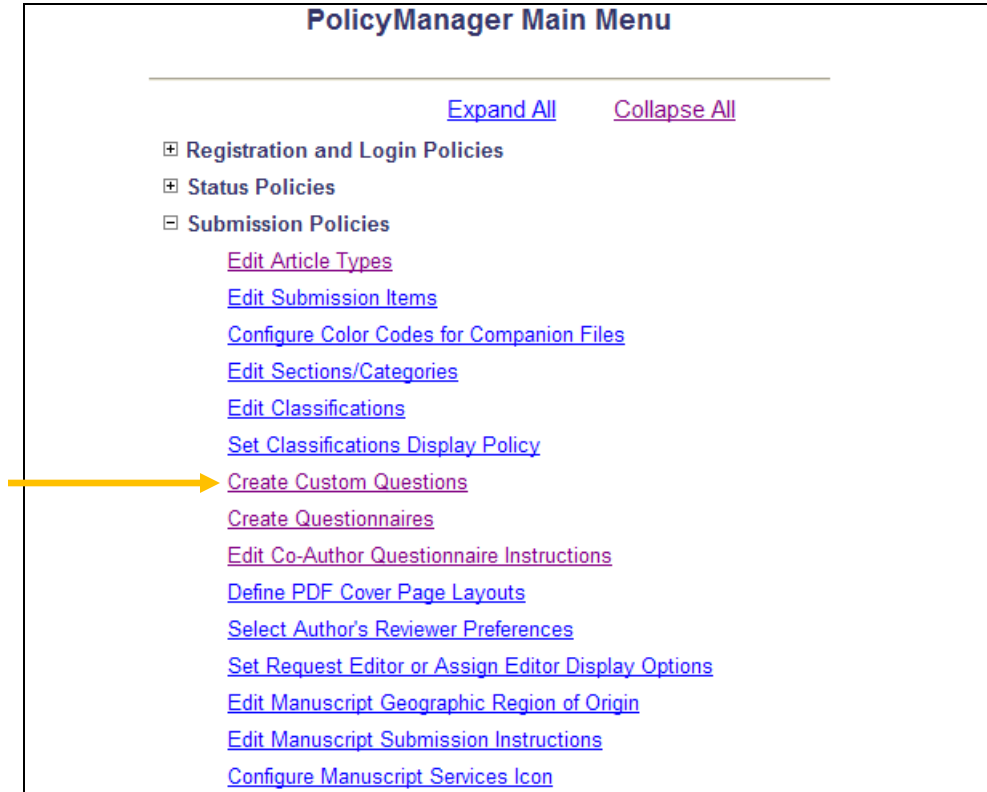 PolicyManager Main Menu
Expand All Collapse All
Registration and Login Policies
Status Policies
Submission Policies
Edit Article Types
Edit Submission Items
Configure Color Codes for Companion Files
Edit Sections/Categories
Edit Classifications
Set Classifications Display Policy
Create Custom Questions
Create Questionnaires
Edit Co-Author Questionnaire Instructions
Define PDF Cover Page Layouts
Select Author's Reviewer Preferences
Set Request Editor or Assign Editor Display Options
Edit Manuscript Geographic Region of Origin
Edit Manuscript Submission Instructions
Configure Manuscript Services Icon